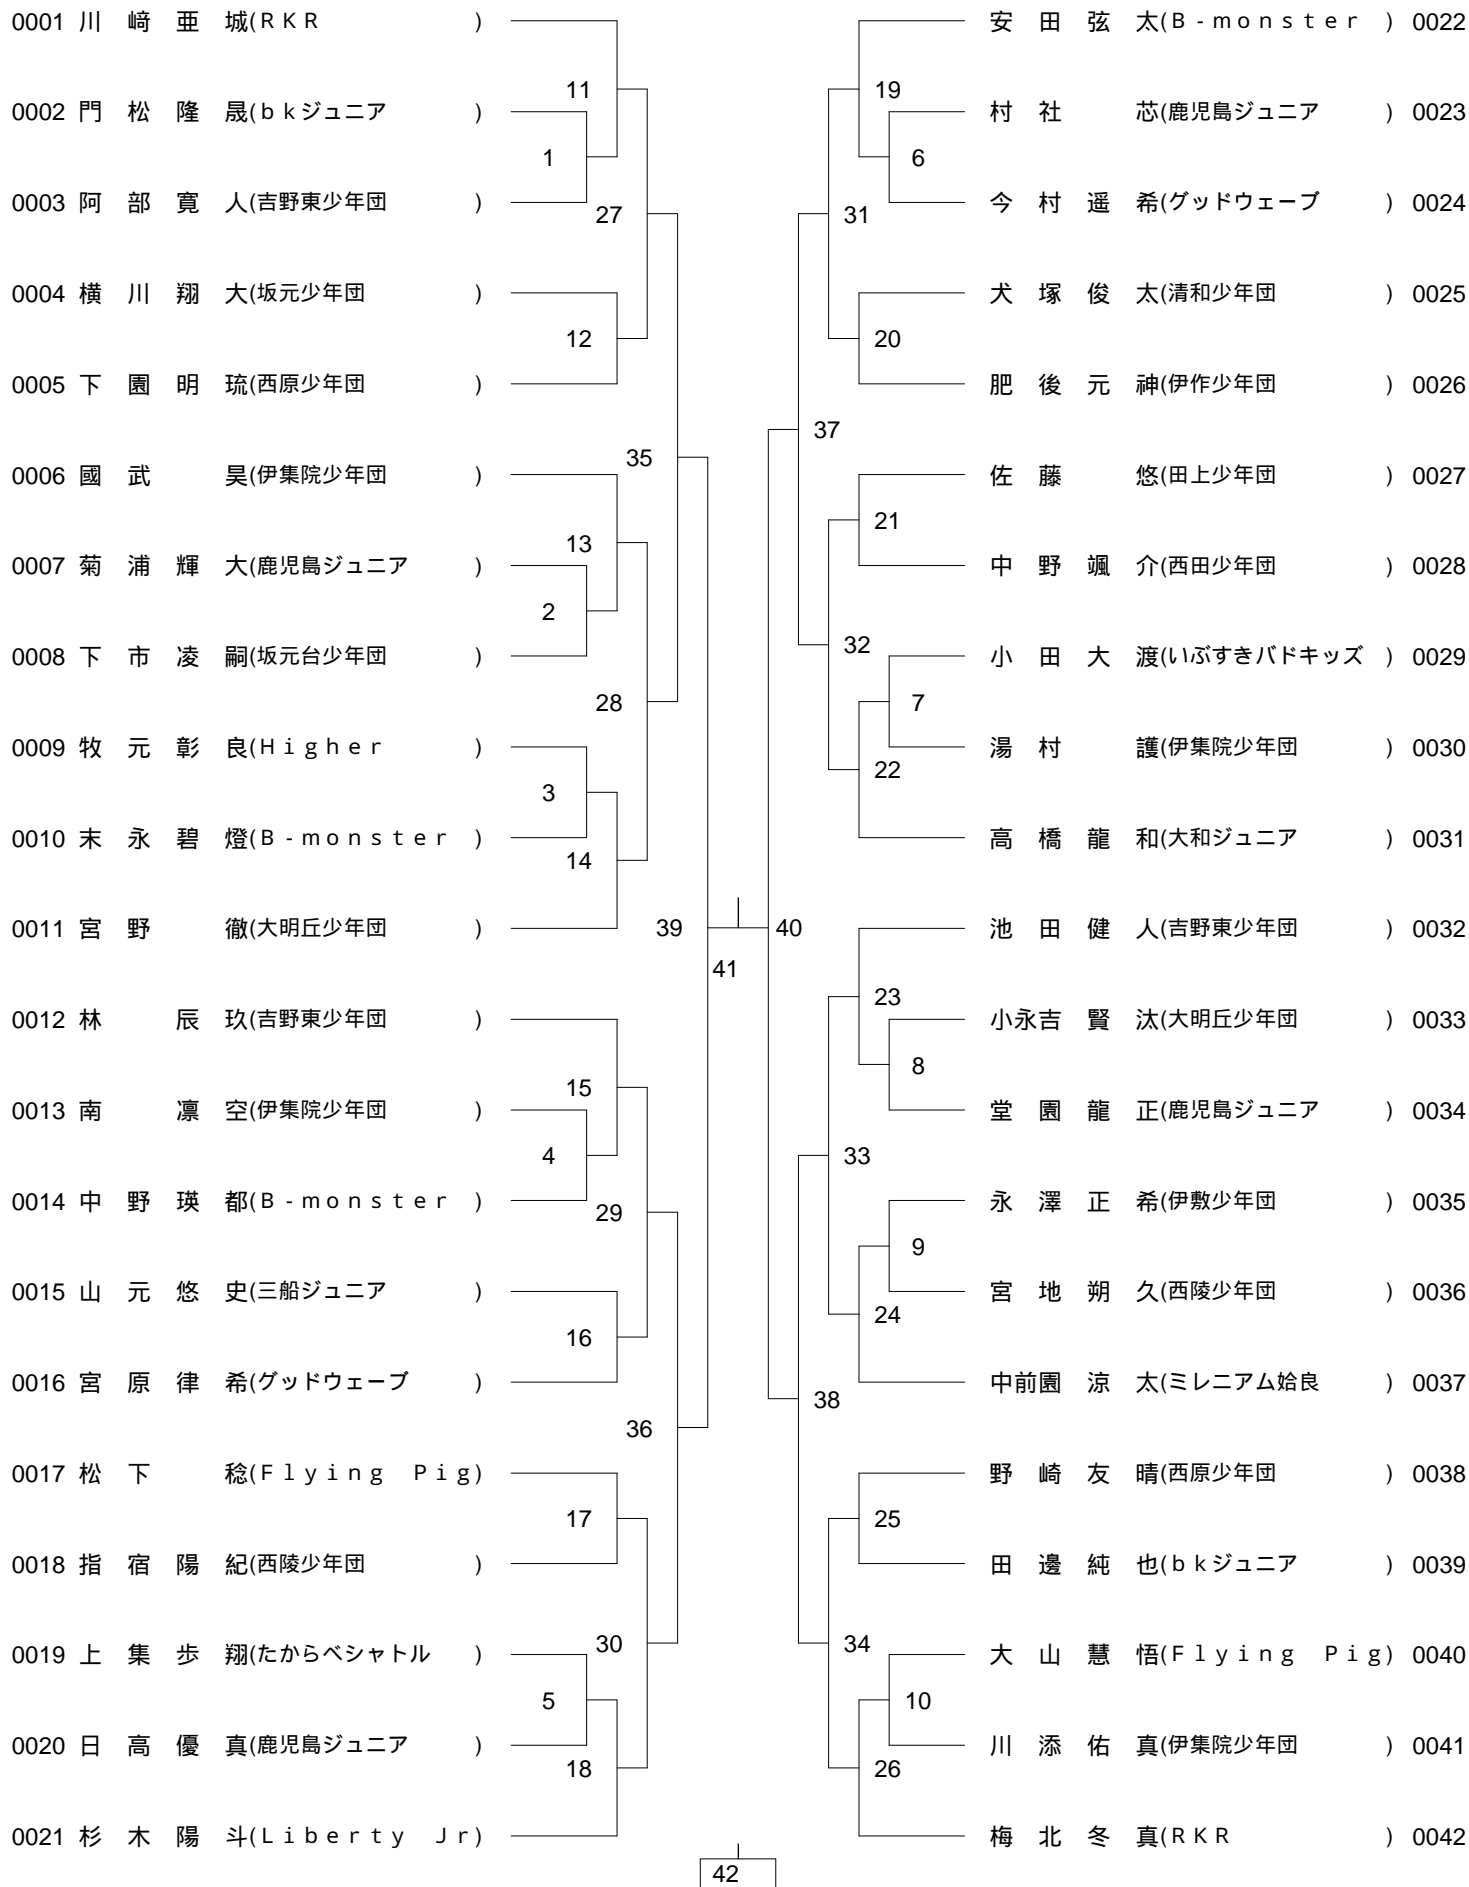 0001 川 﨑 亜 城(RKR)
11
0002 門 松 隆 晟(bkジュニア)
1
0003 阿 部 寛 人(吉野東少年団)
27
0004 横 川 翔 大(坂元少年団)
12
0005 下 園 明 琉(西原少年団)
35
0006 國 武 昊(伊集院少年団)
13
0007 菊 浦 輝 大(鹿児島ジュニア)
2
0008 下 市 凌 嗣(坂元台少年団)
28
0009 牧 元 彰 良(Higher)
3
0010 末 永 碧 燈(B-monster)
14
0011 宮 野 徹(大明丘少年団)
39
41
0012 林 辰 玖(吉野東少年団)
15
0013 南 凛 空(伊集院少年団)
4
0014 中 野 瑛 都(B-monster)
29
0015 山 元 悠 史(三船ジュニア)
16
0016 宮 原 律 希(グッドウェーブ)
36
0017 松 下 稔(Flying Pig)
17
0018 指 宿 陽 紀(西陵少年団)
30
0019 上 集 歩 翔(たからべシャトル)
5
0020 日 高 優 真(鹿児島ジュニア)
18
0021 杉 木 陽 斗(Liberty Jr)
安 田 弦 太(B-monster) 0022
19
村 社 芯(鹿児島ジュニア) 0023
6
今 村 遥 希(グッドウェーブ) 0024
31
犬 塚 俊 太(清和少年団) 0025
20
肥 後 元 神(伊作少年団) 0026
37
佐 藤 悠(田上少年団) 0027
21
中 野 颯 介(西田少年団) 0028
32
小 田 大 渡(いぶすきバドキッズ) 0029
7
湯 村 護(伊集院少年団) 0030
22
高 橋 龍 和(大和ジュニア) 0031
40
池 田 健 人(吉野東少年団) 0032
23
小永吉 賢 汰(大明丘少年団) 0033
8
堂 園 龍 正(鹿児島ジュニア) 0034
33
永 澤 正 希(伊敷少年団) 0035
9
宮 地 朔 久(西陵少年団) 0036
24
中前園 涼 太(ミレニアム姶良) 0037
38
野 崎 友 晴(西原少年団) 0038
25
田 邊 純 也(bkジュニア) 0039
34
大 山 慧 悟(Flying Pig) 0040
10
川 添 佑 真(伊集院少年団) 0041
26
梅 北 冬 真(RKR) 0042
42